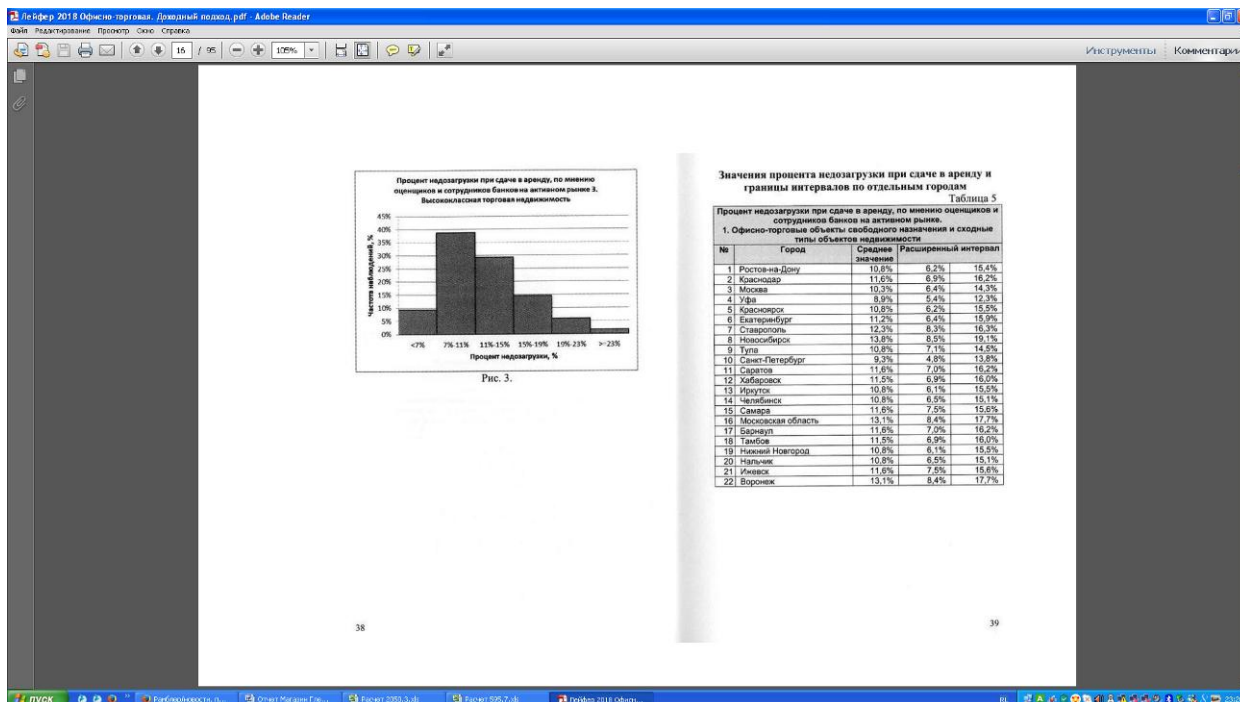 Лейфер 2018 Офисно-торговая. Доходный подход.pdf - Adobe Reader
Файл Редактирование Просмотр Окно Справка
16 / 95 105%
Инструменты Комментарии
Процент недозагрузки при сдаче в аренду, по мнению
оценщиков и сотрудников банков на активном рынке 3.
Высококлассная торговая недвижимость
Частота наблюдений, %
45%
40%
35%
30%
25%
20%
15%
10%
5%
0%
<7% 7%-11% 11%-15% 15%-19% 19%-23% >=23%
Процент недозагрузки, %
Рис. 3.
38
Значения процента недозагрузки при сдаче в аренду и
границы интервалов по отдельным городам
Таблица 5
Процент недозагрузки при сдаче в аренду, по мнению оценщиков и
сотрудников банков на активном рынке.
1. Офисно-торговые объекты свободного назначения и сходные
типы объектов недвижимости
№ Город Среднее значение Расширенный интервал
1 Ростов-на-Дону 10,8% 6,2% 15,4%
2 Краснодар 11,6% 6,9% 16,2%
3 Москва 10,3% 6,4% 14,3%
4 Уфа 8,9% 5,4% 12,3%
5 Красноярск 10,8% 6,2% 15,5%
6 Екатеринбург 11,2% 6,4% 15,9%
7 Ставрополь 12,3% 8,3% 16,3%
8 Новосибирск 13,8% 8,5% 19,1%
9 Тула 10,8% 7,1% 14,5%
10 Санкт-Петербург 9,3% 4,8% 13,8%
11 Саратов 11,6% 7,0% 16,2%
12 Хабаровск 11,5% 6,9% 16,0%
13 Иркутск 10,8% 6,1% 15,5%
14 Челябинск 10,8% 6,5% 15,1%
15 Самара 11,6% 7,5% 15,6%
16 Московская область 13,1% 8,4% 17,7%
17 Барнаул 11,6% 7,0% 16,2%
18 Тамбов 11,5% 6,9% 16,0%
19 Нижний Новгород 10,8% 6,1% 15,5%
20 Нальчик 10,8% 6,5% 15,1%
21 Ижевск 11,6% 7,5% 15,6%
22 Воронеж 13,1% 8,4% 17,7%
39
пуск Отчет Магазин Гле... Расчет 2050,3.xls Расчет 595,7.xls Лейфер 2018 Офисн... RL